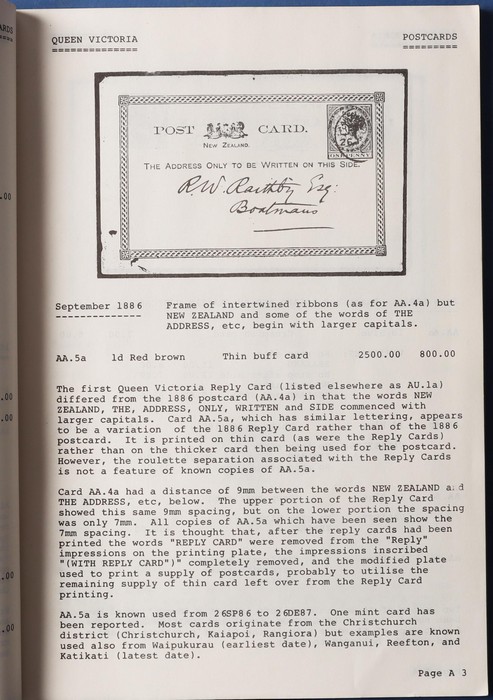 QUEEN VICTORIA
POSTCARDS
POST CARD.
NEW ZEALAND.
ONE PENNY
THE ADDRESS ONLY TO BE WRITTEN ON THIS SIDE.
R.W. Raithby Esq:
Boatmans
September 1886 Frame of intertwined ribbons (as for AA.4a) but
NEW ZEALAND and some of the words of THE
ADDRESS, etc, begin with larger capitals.
AA.5a 1d Red brown Thin buff card 2500.00 800.00
The first Queen Victoria Reply Card (listed elsewhere as AU.1a)
differed from the 1886 postcard (AA.4a) in that the words NEW
ZEALAND, THE, ADDRESS, ONLY, WRITTEN and SIDE commenced with
larger capitals. Card AA.5a, which has similar lettering, appears
to be a variation of the 1886 Reply Card rather than of the 1886
postcard. It is printed on thin card (as were the Reply Cards)
rather than on the thicker card then being used for the postcard.
However, the roulette separation associated with the Reply Cards
is not a feature of known copies of AA.5a.
Card AA.4a had a distance of 9mm between the words NEW ZEALAND and
THE ADDRESS, etc, below. The upper portion of the Reply Card
showed this same 9mm spacing, but on the lower portion the spacing
was only 7mm. All copies of AA.5a which have been seen show the
7mm spacing. It is thought that, after the reply cards had been
printed the words "REPLY CARD" were removed from the "Reply"
impressions on the printing plate, the impressions inscribed
"(WITH REPLY CARD")" completely removed, and the modified plate
used to print a supply of postcards, probably to utilise the
remaining supply of thin card left over from the Reply Card
printing.
AA.5a is known used from 26SP86 to 26DE87. One mint card has
been reported. Most cards originate from the Christchurch
district (Christchurch, Kaiapoi, Rangiora) but examples are known
used also from Waipukurau (earliest date), Wanganui, Reefton, and
Katikati (latest date).
Page A 3